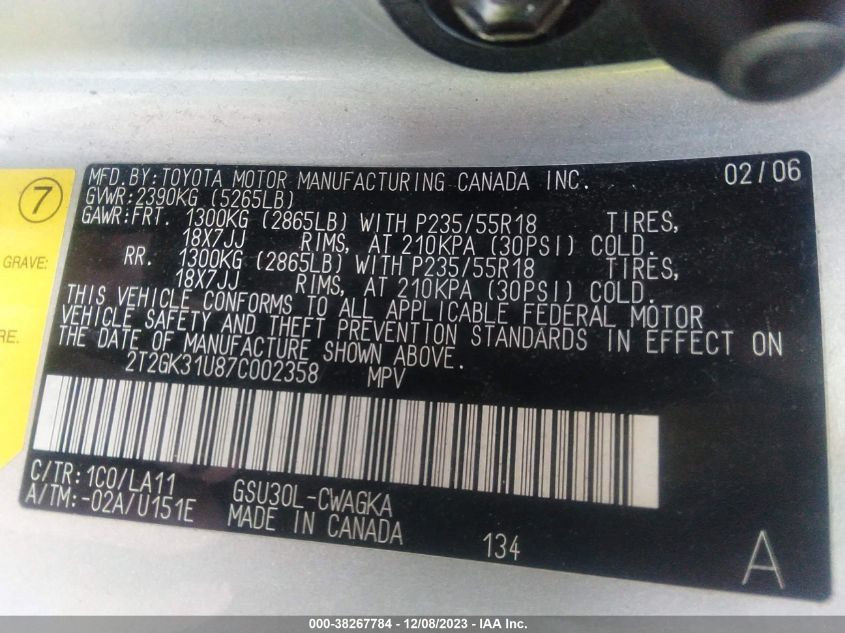 7
GRAVE:
RE.
MFD.BY:TOYOTA MOTOR MANUFACTURING CANADA INC. 02/06
GVWR:2390KG (5265LB)
GAWR:FRT. 1300KG (2865LB) WITH P235/55R18 TIRES,
18X7JJ RIMS, AT 210KPA (30PSI) COLD.
RR. 1300KG (2865LB) WITH P235/55R18 TIRES,
18X7JJ RIMS, AT 210KPA (30PSI) COLD.
THIS VEHICLE CONFORMS TO ALL APPLICABLE FEDERAL MOTOR
VEHICLE SAFETY AND THEFT PREVENTION STANDARDS IN EFFECT ON
THE DATE OF MANUFACTURE SHOWN ABOVE.
2T2GK31U87C002358 MPV
C/TR:1C0/LA11 GSU30L-CWAGKA
A/TM:-02A/U151E MADE IN CANADA 134 A
000-38267784 - 12/08/2023 - IAA Inc.